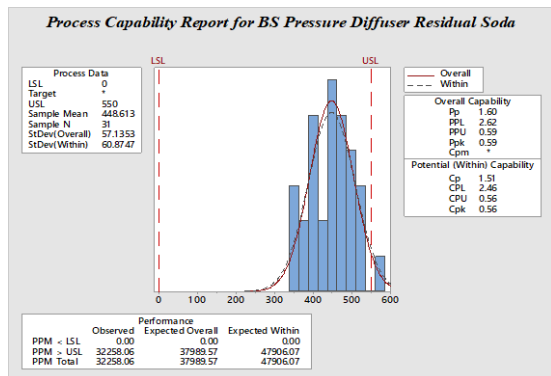 Process Capability Report for BS Pressure Diffuser Residual Soda
LSL
USL
Process Data
LSL 0
Target *
USL 550
Sample Mean 448.613
Sample N 31
StDev(Overall) 57.1353
StDev(Within) 60.8747
Overall
Within
Overall Capability
Pp 1.60
PPL 2.62
PPU 0.59
Ppk 0.59
Cpm *
Potential (Within) Capability
Cp 1.51
CPL 2.46
CPU 0.56
Cpk 0.56
0 100 200 300 400 500 600
Performance
Observed Expected Overall Expected Within
PPM < LSL 0.00 0.00 0.00
PPM > USL 32258.06 37989.57 47906.07
PPM Total 32258.06 37989.57 47906.07